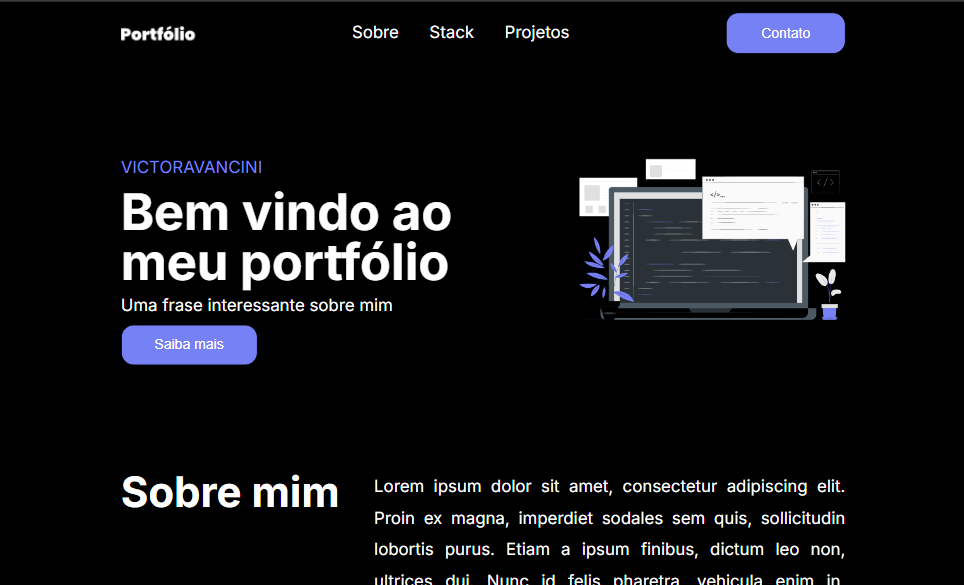 Portfólio
Sobre Stack Projetos
Contato
VICTORAVANCINI
Bem vindo ao
meu portfólio
Uma frase interessante sobre mim
Saiba mais
</>
</>
Sobre mim
Lorem ipsum dolor sit amet, consectetur adipiscing elit.
Proin ex magna, imperdiet sodales sem quis, sollicitudin
lobortis purus. Etiam a ipsum finibus, dictum leo non,
ultrices dui. Nunc id felis pharetra, vehicula enim in,